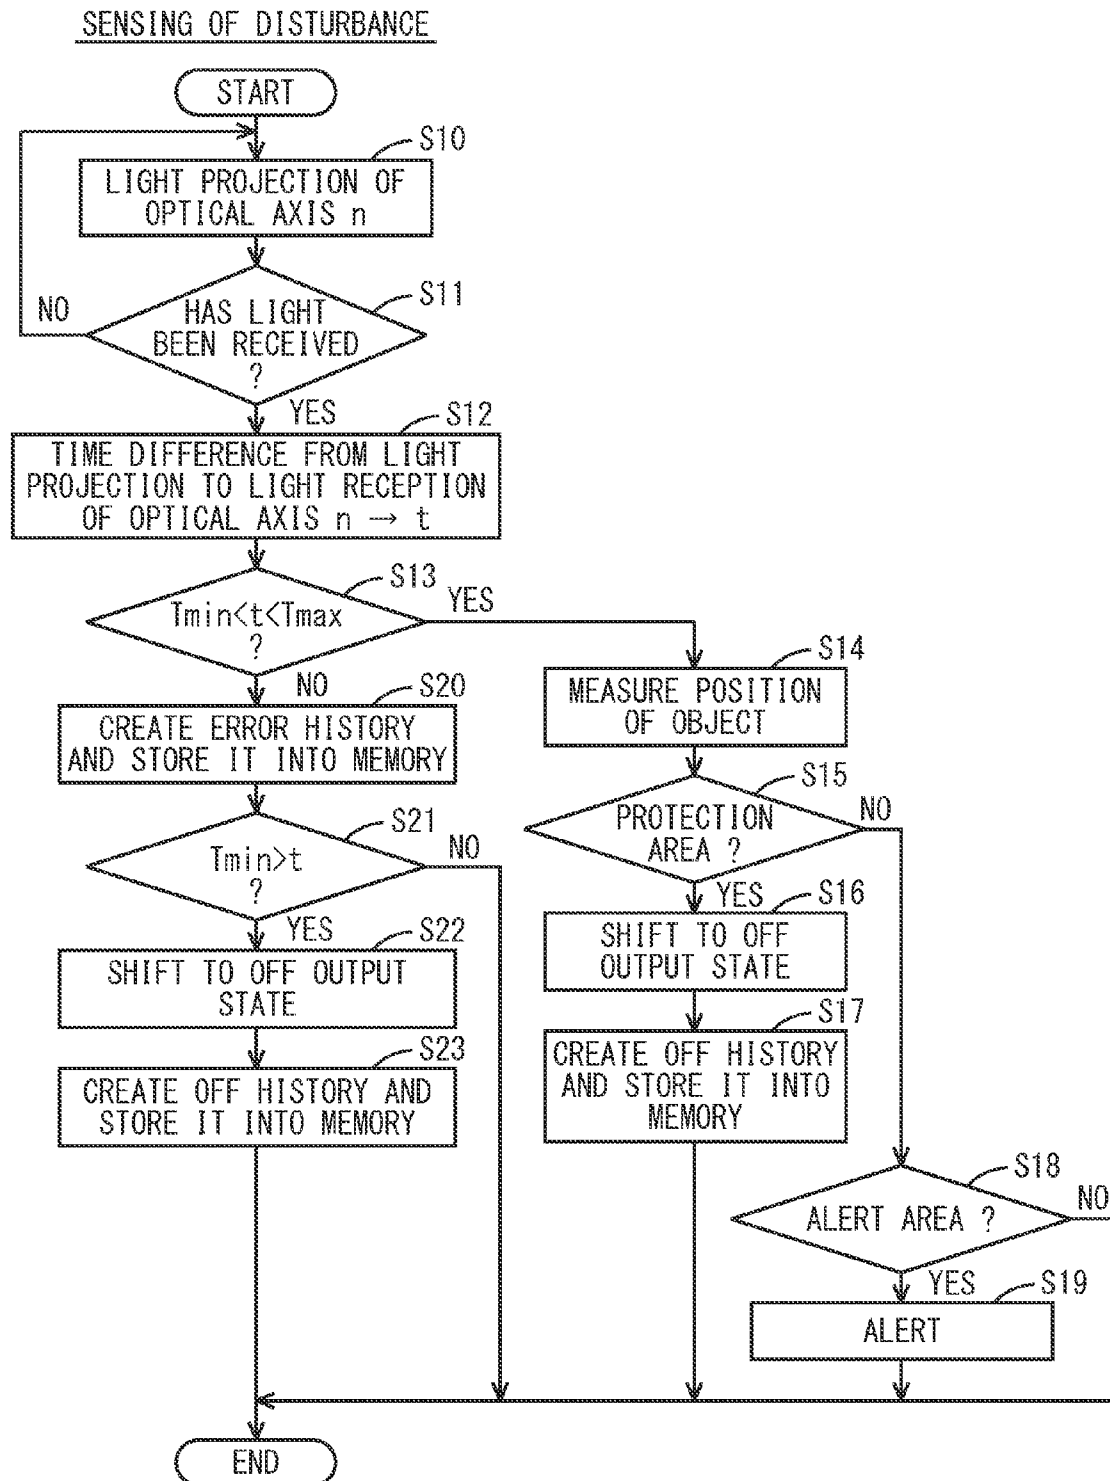 SENSING OF DISTURBANCE
START
S10
LIGHT PROJECTION OF
OPTICAL AXIS n
S11
HAS LIGHT
BEEN RECEIVED
?
NO
YES
S12
TIME DIFFERENCE FROM LIGHT
PROJECTION TO LIGHT RECEPTION
OF OPTICAL AXIS n → t
S13
Tmin<t<Tmax
?
YES
NO
S14
MEASURE POSITION
OF OBJECT
S20
CREATE ERROR HISTORY
AND STORE IT INTO MEMORY
S15
PROTECTION
AREA ?
NO
YES
S21
Tmin>t
?
NO
YES
S16
SHIFT TO OFF
OUTPUT STATE
S22
SHIFT TO OFF OUTPUT
STATE
S17
CREATE OFF HISTORY
AND STORE IT INTO
MEMORY
S23
CREATE OFF HISTORY AND
STORE IT INTO MEMORY
S18
ALERT AREA ?
NO
YES
S19
ALERT
END